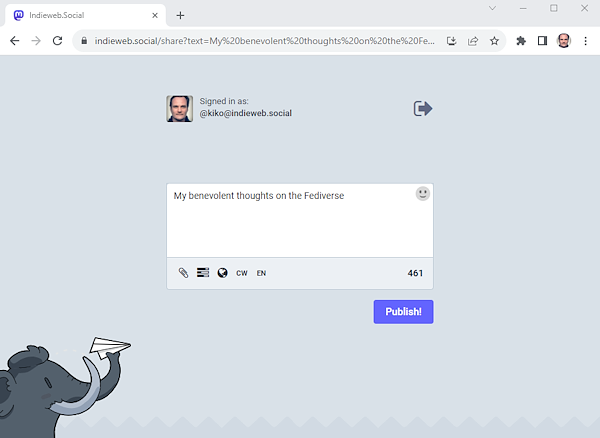 Indieweb.Social
indieweb.social/share?text=My%20benevolent%20thoughts%20on%20the%20Fe...
Signed in as:
@kiko@indieweb.social
My benevolent thoughts on the Fediverse
CW EN 461
Publish!